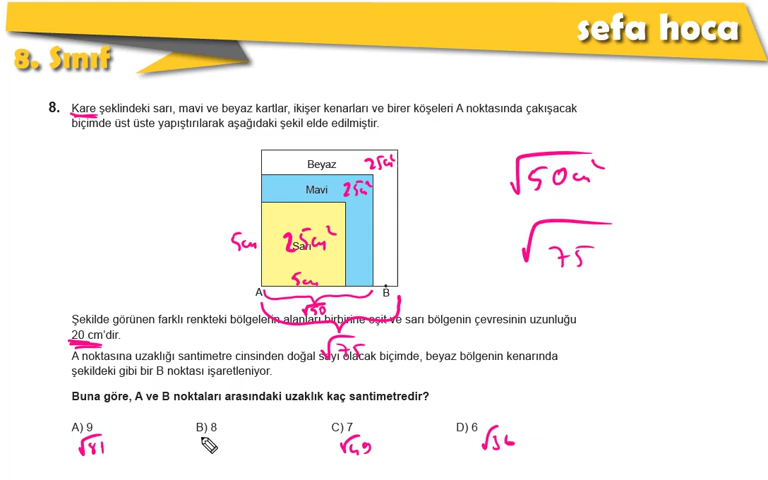 sefa hoca
8. Sınıf
8. Kare şeklindeki sarı, mavi ve beyaz kartlar, ikişer kenarları ve birer köşeleri A noktasında çakışacak
biçimde üst üste yapıştırılarak aşağıdaki şekil elde edilmiştir.
Beyaz 25cm²
Mavi 25cm²
√50cm²
5cm 25cm²
Sarı
√75
5cm
A B
√50
Şekilde görünen farklı renkteki bölgelerin alanları birbirine eşit ve sarı bölgenin çevresinin uzunluğu
20 cm'dir.
√75
A noktasına uzaklığı santimetre cinsinden doğal sayı olacak biçimde, beyaz bölgenin kenarında
şekildeki gibi bir B noktası işaretleniyor.
Buna göre, A ve B noktaları arasındaki uzaklık kaç santimetredir?
A) 9 B) 8 C) 7 D) 6
√81 √49 √36